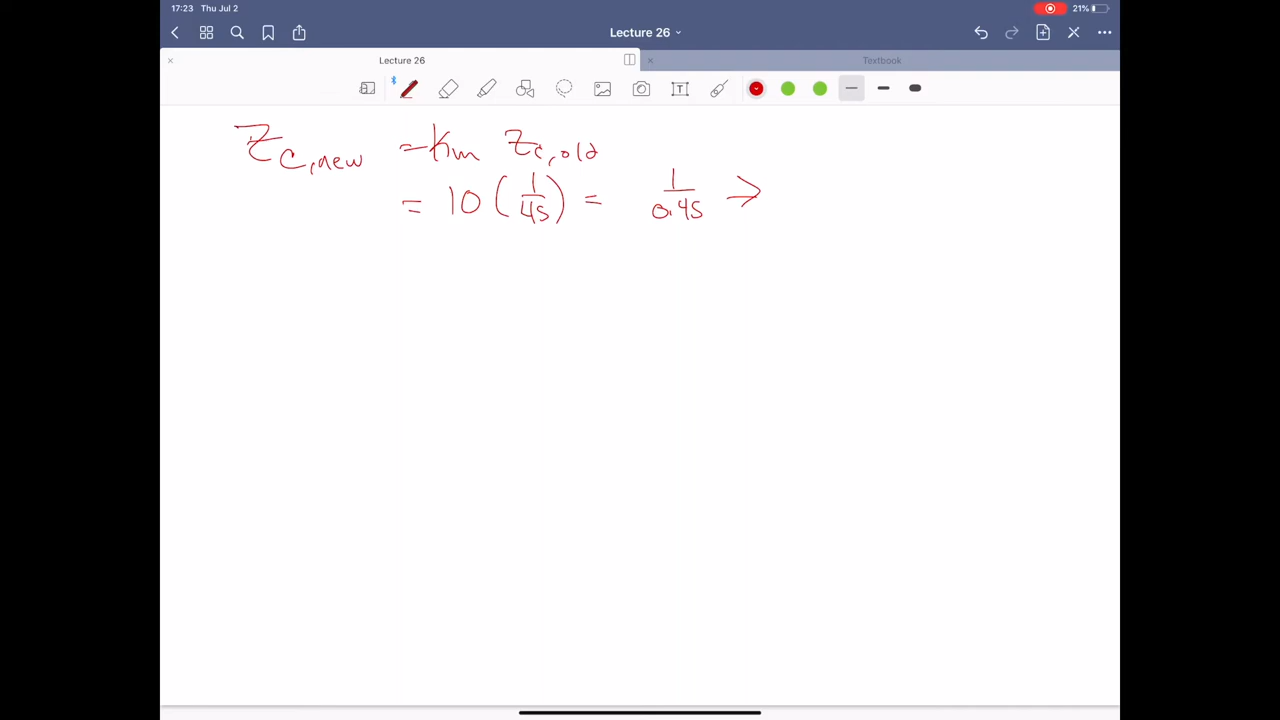 17:23 Thu Jul 2
21%
Lecture 26
Lecture 26
Textbook
T
Z_C,new = Km Z_c,old
= 10 (1/4s) = 1/0.4s →